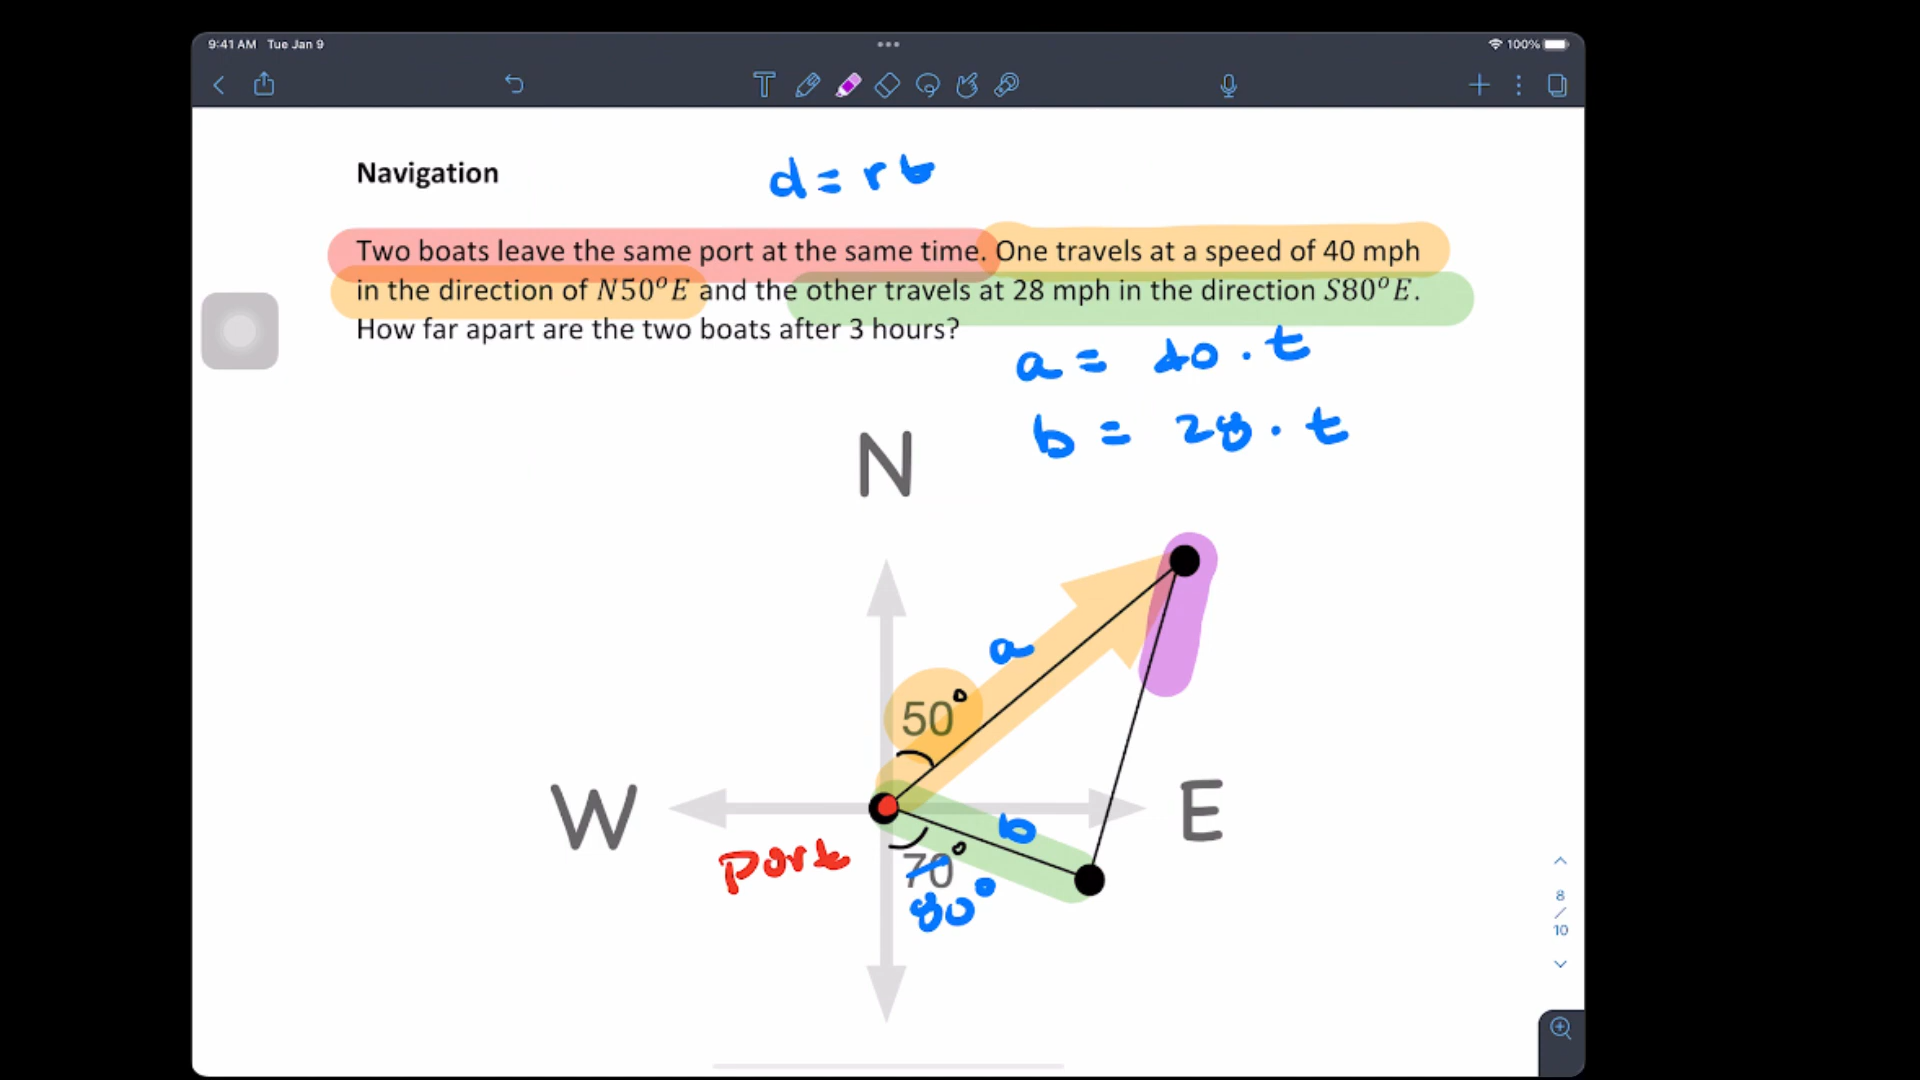 9:41 AM Tue Jan 9
100%
Navigation
d = rt
Two boats leave the same port at the same time. One travels at a speed of 40 mph
in the direction of N50°E and the other travels at 28 mph in the direction S80°E.
How far apart are the two boats after 3 hours?
a = 40 · t
b = 28 · t
N
a
50°
W
E
b
port
70°
80°
8
/
10